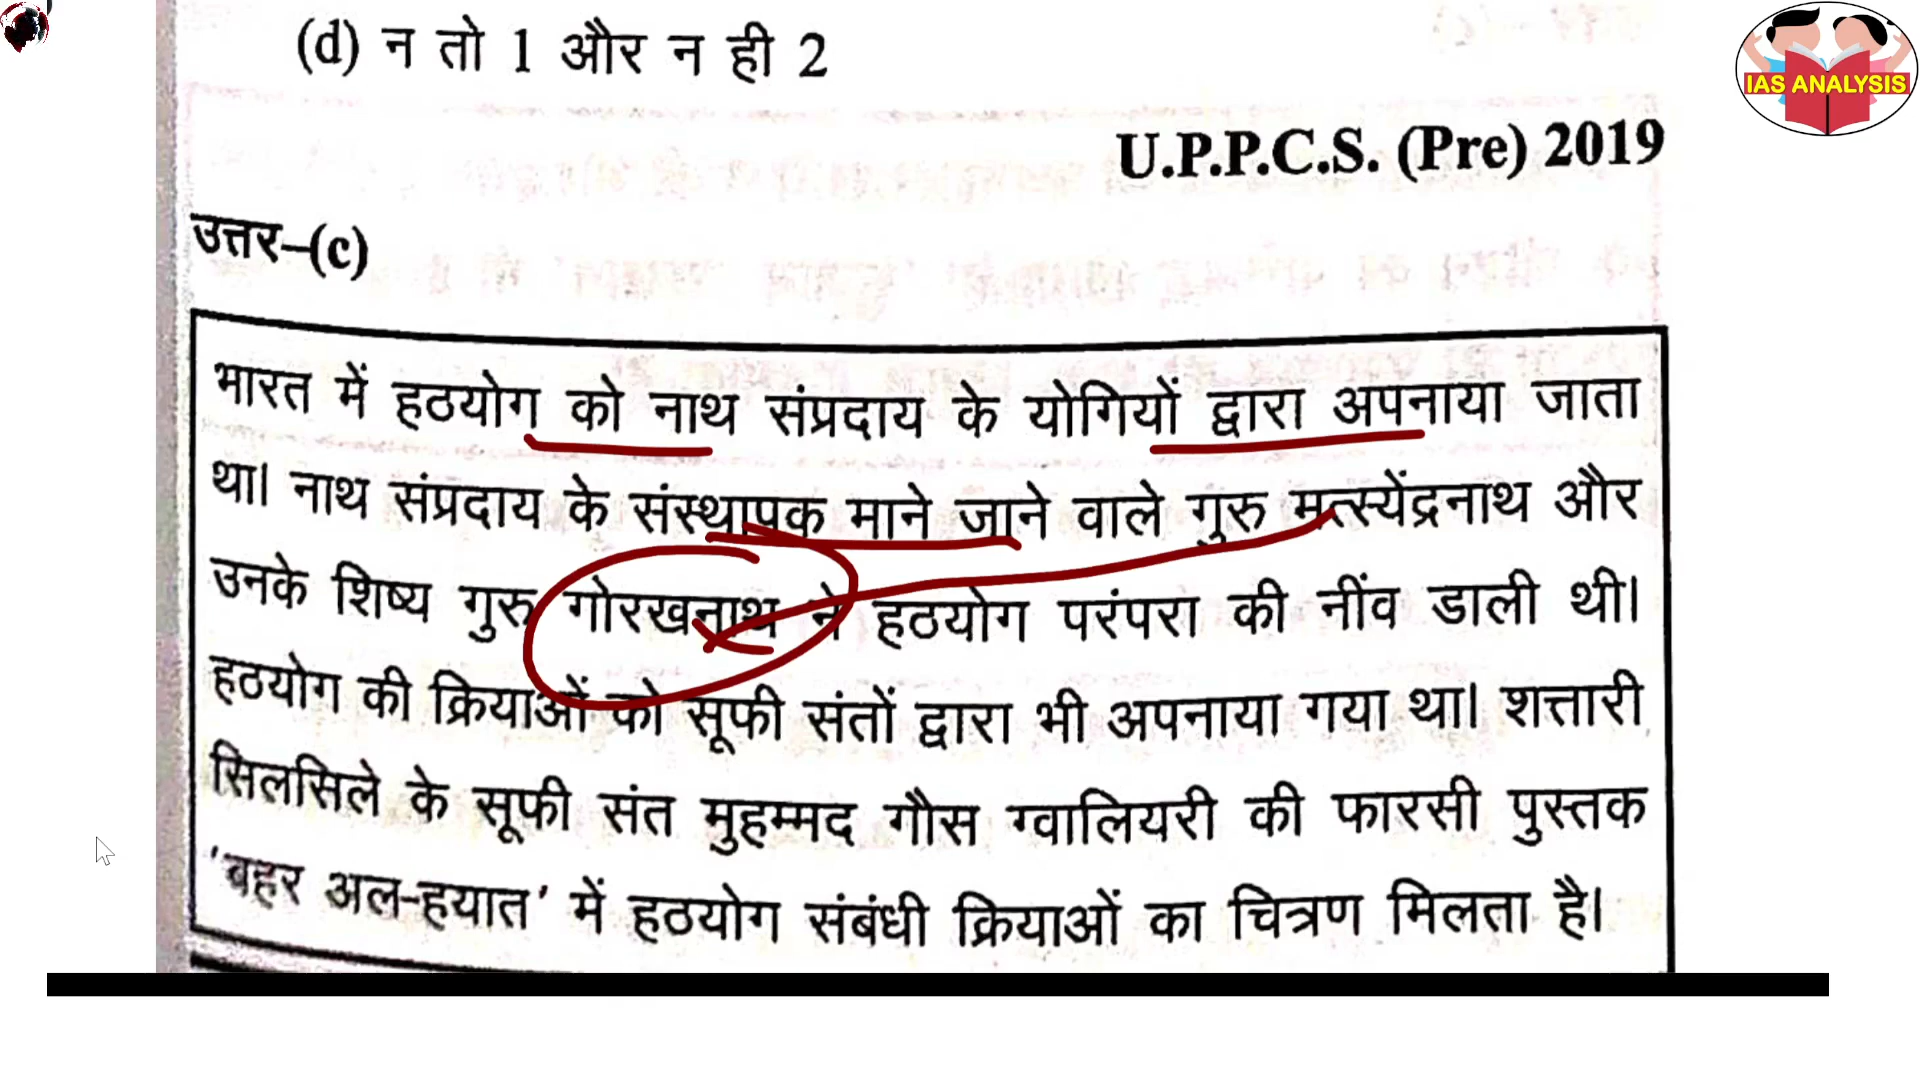 (d) न तो 1 और न ही 2
IAS ANALYSIS
U.P.P.C.S. (Pre) 2019
उत्तर–(c)
भारत में हठयोग को नाथ संप्रदाय के योगियों द्वारा अपनाया जाता
था। नाथ संप्रदाय के संस्थापक माने जाने वाले गुरु मत्स्येंद्रनाथ और
उनके शिष्य गुरु गोरखनाथ ने हठयोग परंपरा की नींव डाली थी।
हठयोग की क्रियाओं को सूफी संतों द्वारा भी अपनाया गया था। शत्तारी
सिलसिले के सूफी संत मुहम्मद गौस ग्वालियरी की फारसी पुस्तक
'बहर अल-हयात' में हठयोग संबंधी क्रियाओं का चित्रण मिलता है।